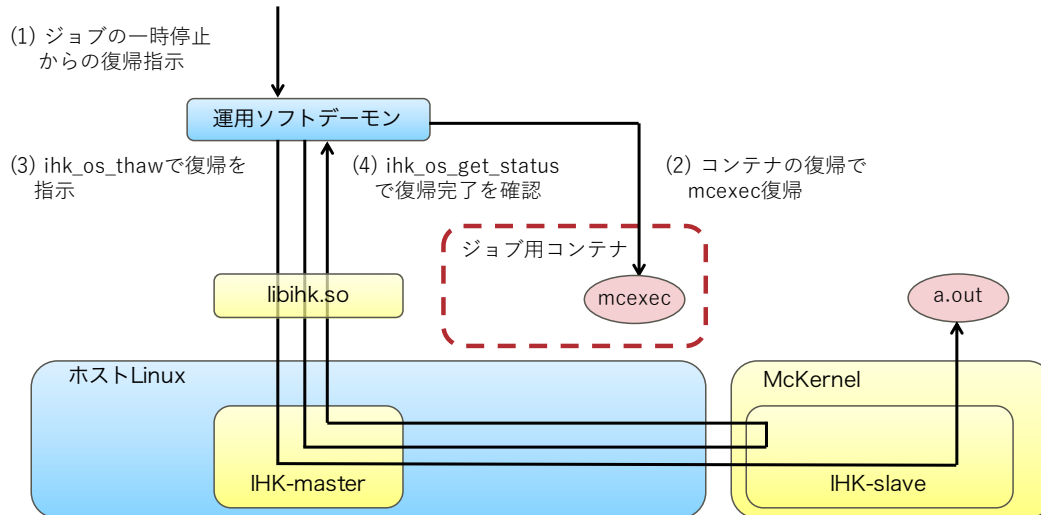 (1) ジョブの一時停止
からの復帰指示
運用ソフトデーモン
(3) ihk_os_thawで復帰を
指示
(4) ihk_os_get_status
で復帰完了を確認
(2) コンテナの復帰で
mcexec復帰
ジョブ用コンテナ
libihk.so
mcexec
a.out
ホストLinux
McKernel
IHK-master
IHK-slave